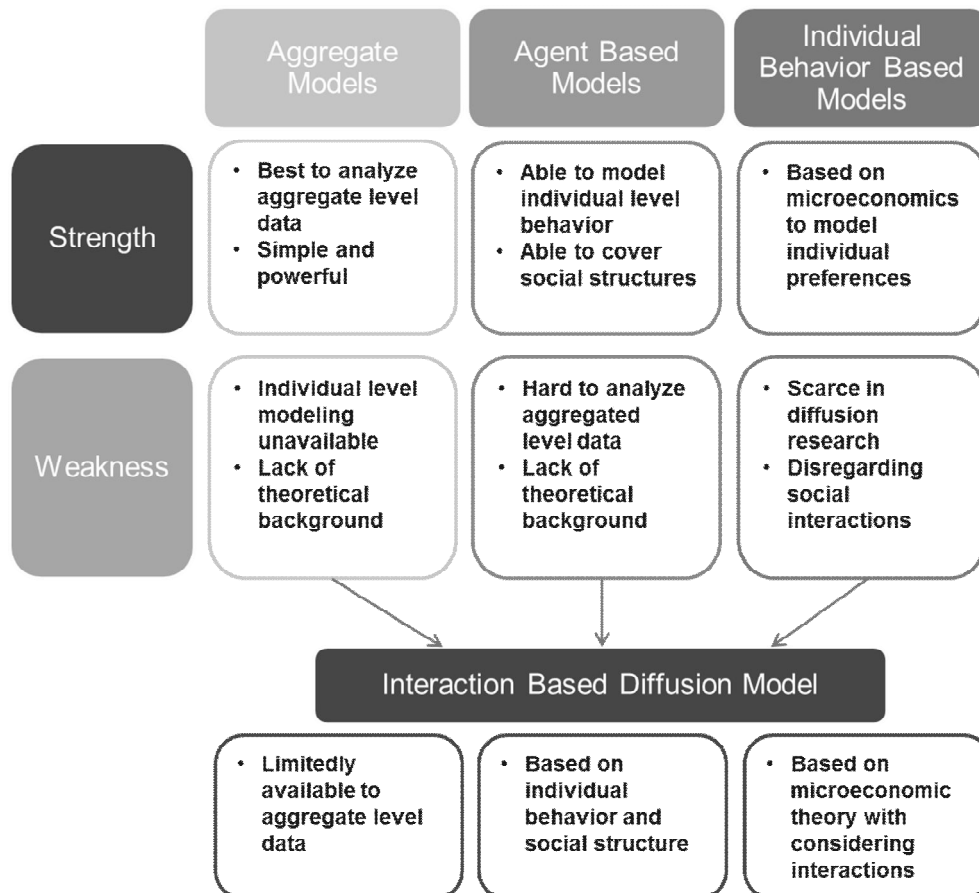 Aggregate
Models
Agent Based
Models
Individual
Behavior Based
Models
Strength
• Best to analyze
aggregate level
data
• Simple and
powerful
• Able to model
individual level
behavior
• Able to cover
social structures
• Based on
microeconomics
to model
individual
preferences
Weakness
• Individual level
modeling
unavailable
• Lack of
theoretical
background
• Hard to analyze
aggregated
level data
• Lack of
theoretical
background
• Scarce in
diffusion
research
• Disregarding
social
interactions
Interaction Based Diffusion Model
• Limitedly
available to
aggregate level
data
• Based on
individual
behavior and
social structure
• Based on
microeconomic
theory with
considering
interactions